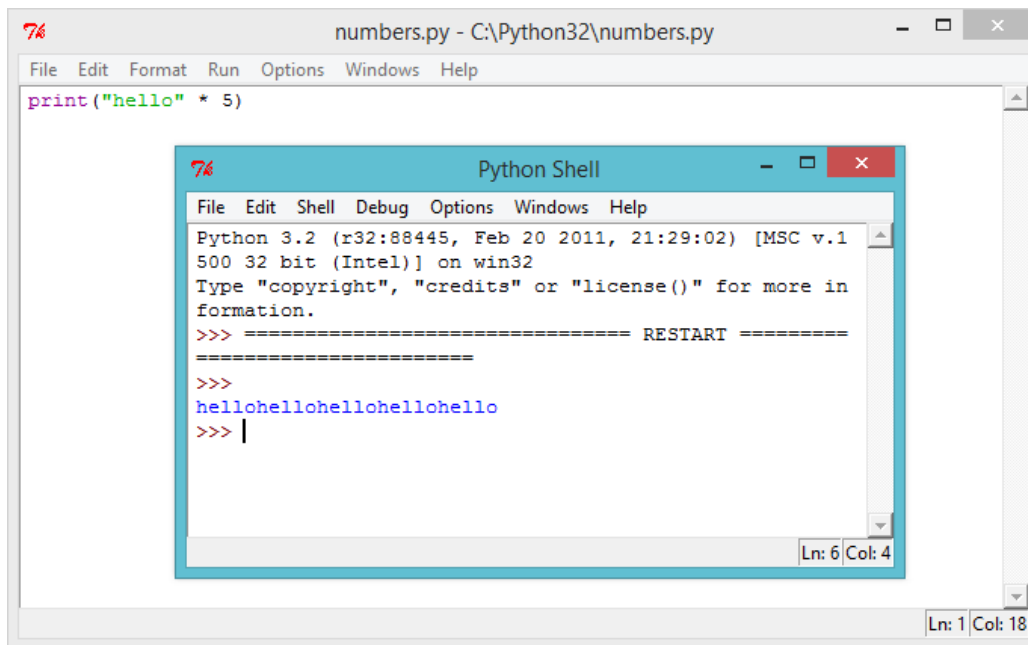 numbers.py - C:\Python32\numbers.py
File Edit Format Run Options Windows Help
print("hello" * 5)
Python Shell
File Edit Shell Debug Options Windows Help
Python 3.2 (r32:88445, Feb 20 2011, 21:29:02) [MSC v.1
500 32 bit (Intel)] on win32
Type "copyright", "credits" or "license()" for more in
formation.
>>> ================================ RESTART =========
=======================
>>>
hellohellohellohellohello
>>>
Ln: 6 Col: 4
Ln: 1 Col: 18